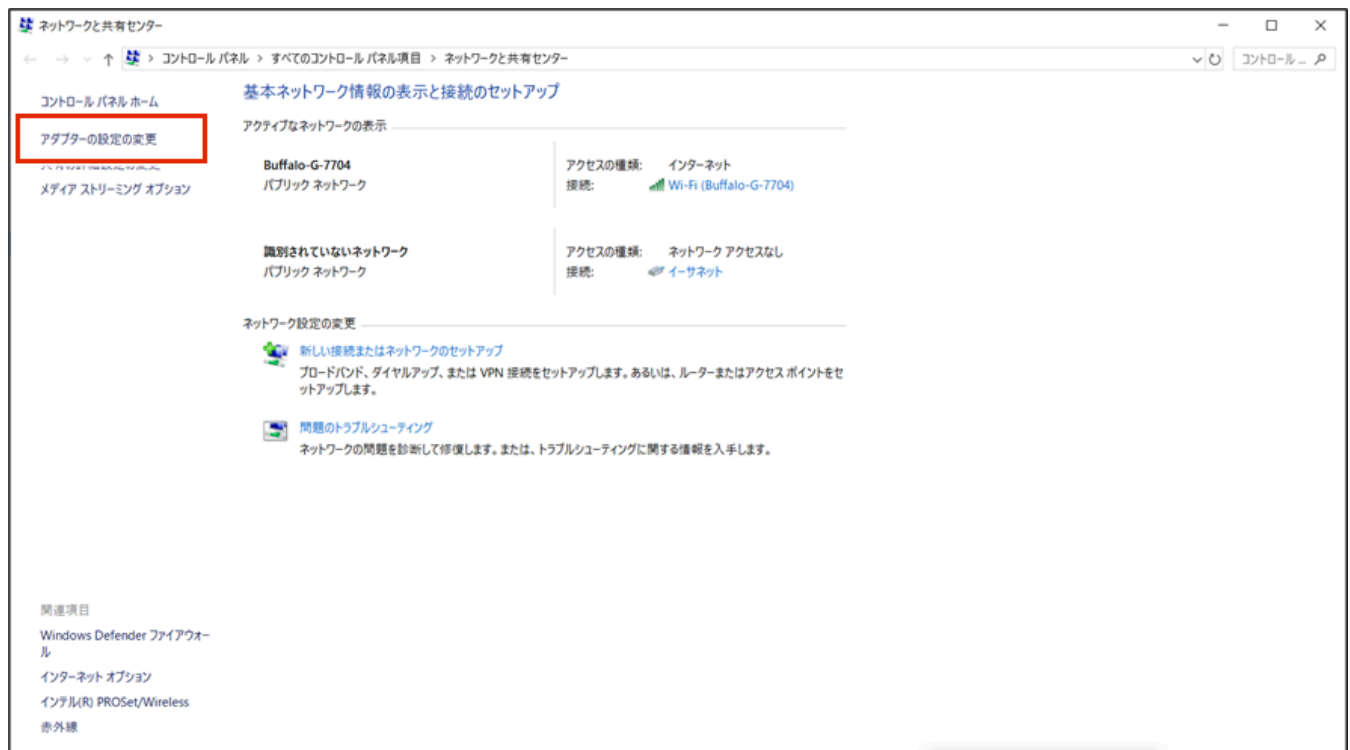 ネットワークと共有センター
コントロール パネル > すべてのコントロール パネル項目 > ネットワークと共有センター
コントロール ...
コントロール パネル ホーム
アダプターの設定の変更
共有の詳細設定の変更
メディア ストリーミング オプション
基本ネットワーク情報の表示と接続のセットアップ
アクティブなネットワークの表示
Buffalo-G-7704
パブリック ネットワーク
アクセスの種類: インターネット
接続: Wi-Fi (Buffalo-G-7704)
識別されていないネットワーク
パブリック ネットワーク
アクセスの種類: ネットワーク アクセスなし
接続: イーサネット
ネットワーク設定の変更
新しい接続またはネットワークのセットアップ
ブロードバンド、ダイヤルアップ、または VPN 接続をセットアップします。あるいは、ルーターまたはアクセス ポイントをセ
ットアップします。
問題のトラブルシューティング
ネットワークの問題を診断して修復します。または、トラブルシューティングに関する情報を入手します。
関連項目
Windows Defender ファイアウォー
ル
インターネット オプション
インテル(R) PROSet/Wireless
赤外線